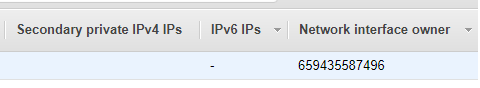 Secondary private IPv4 IPs IPv6 IPs Network interface owner
- 659435587496